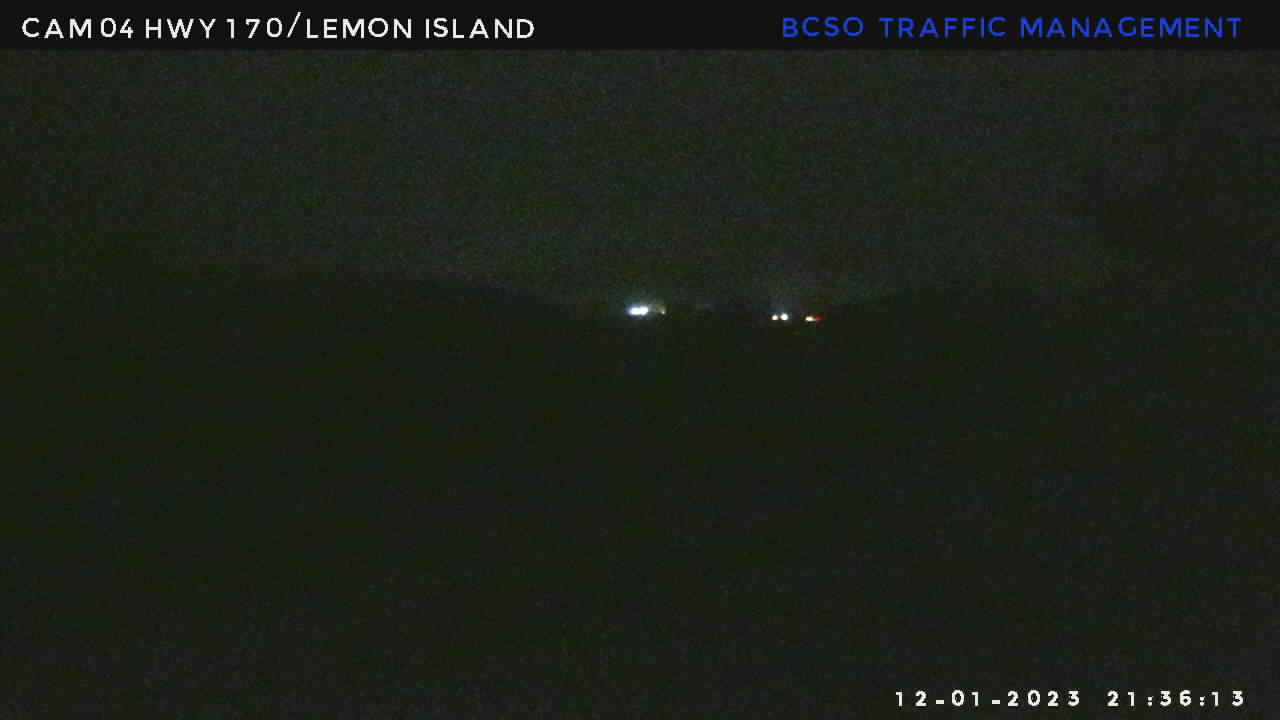 CAM04 HWY 170/LEMON ISLAND
BCSO TRAFFIC MANAGEMENT
12-01-2023 21:36:13